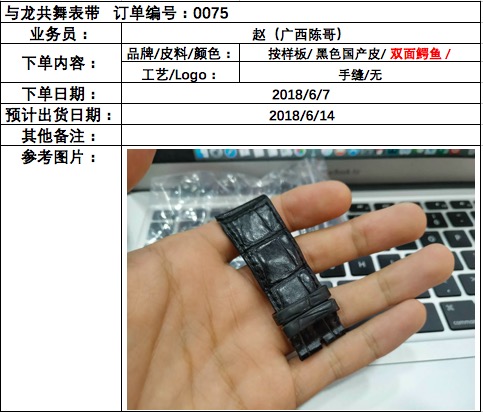 与龙共舞表带 订单编号：0075
业务员： 赵（广西陈哥）
下单内容： 品牌/皮料/颜色： 按样板/ 黑色国产皮/ 双面鳄鱼 /
工艺/Logo： 手缝/无
下单日期： 2018/6/7
预计出货日期： 2018/6/14
其他备注：
参考图片：